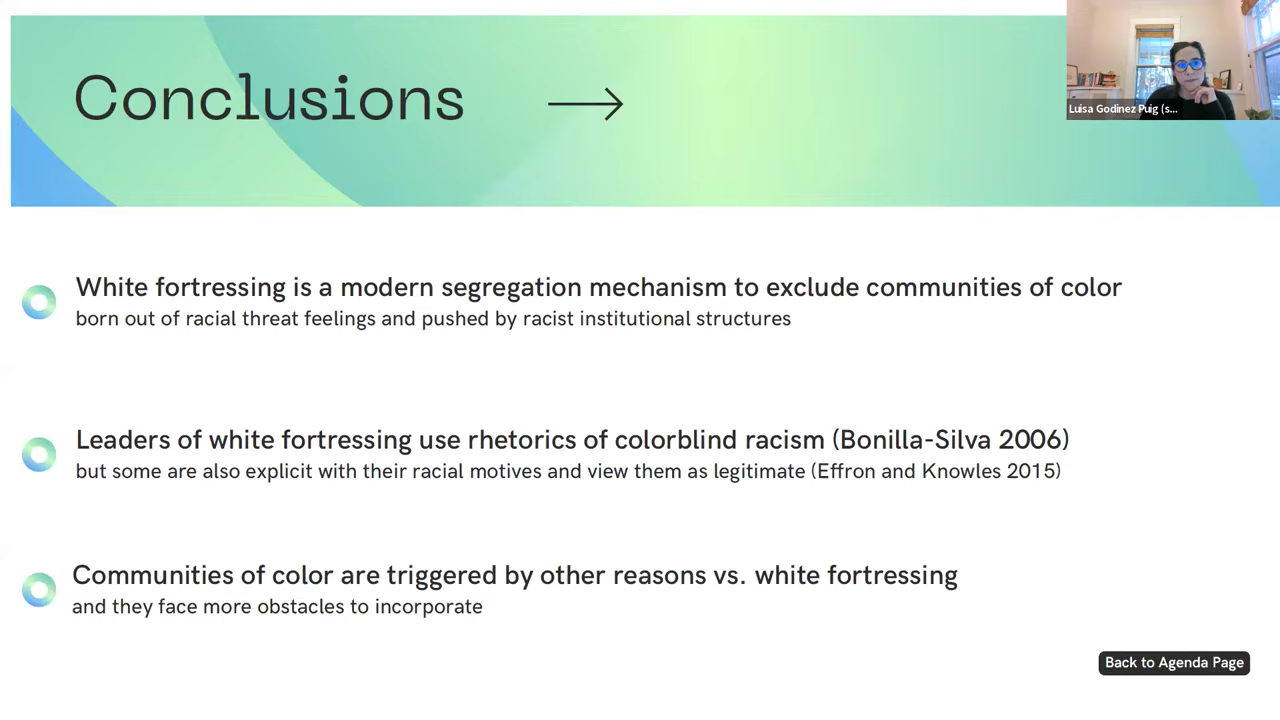 Conclusions
Luisa Godinez Puig (s...
White fortressing is a modern segregation mechanism to exclude communities of color
born out of racial threat feelings and pushed by racist institutional structures
Leaders of white fortressing use rhetorics of colorblind racism (Bonilla-Silva 2006)
but some are also explicit with their racial motives and view them as legitimate (Effron and Knowles 2015)
Communities of color are triggered by other reasons vs. white fortressing
and they face more obstacles to incorporate
Back to Agenda Page